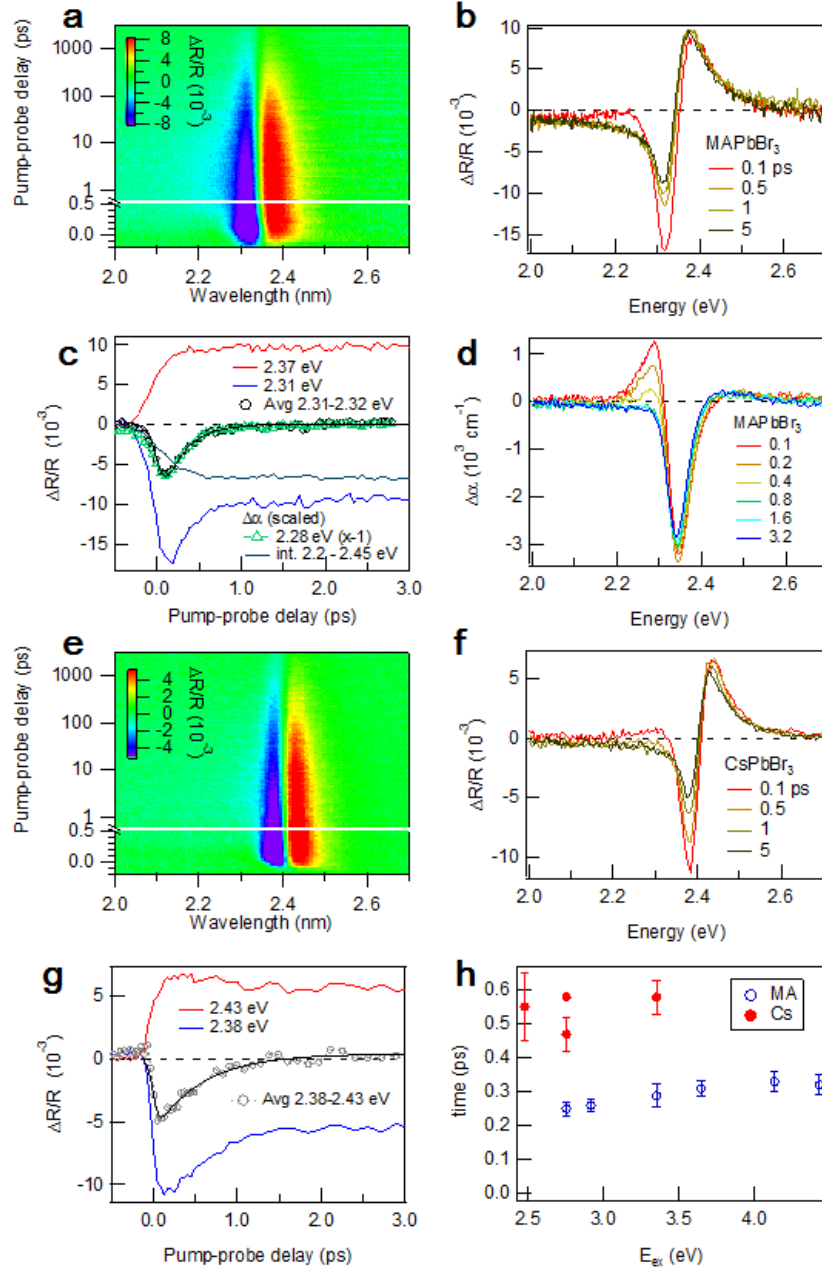 a
Pump-probe delay (ps)
1000
100
10
1
0.5
0.0
8
4
0
-4
-8
ΔR/R (10⁻³)
2.0 2.2 2.4 2.6
Wavelength (nm)
b
ΔR/R (10⁻³)
10
5
0
-5
-10
-15
MAPbBr₃
0.1 ps
0.5
1
5
2.0 2.2 2.4 2.6
Energy (eV)
c
ΔR/R (10⁻³)
10
5
0
-5
-10
-15
2.37 eV
2.31 eV
Avg 2.31-2.32 eV
Δα (scaled)
2.28 eV (x-1)
int. 2.2 - 2.45 eV
0.0 1.0 2.0 3.0
Pump-probe delay (ps)
d
Δα (10³ cm⁻¹)
1
0
-1
-2
-3
MAPbBr₃
0.1
0.2
0.4
0.8
1.6
3.2
2.0 2.2 2.4 2.6
Energy (eV)
e
Pump-probe delay (ps)
1000
100
10
1
0.5
0.0
4
2
0
-2
-4
ΔR/R (10⁻³)
2.0 2.2 2.4 2.6
Wavelength (nm)
f
ΔR/R (10⁻³)
5
0
-5
-10
CsPbBr₃
0.1 ps
0.5
1
5
2.0 2.2 2.4 2.6
Energy (eV)
g
ΔR/R (10⁻³)
5
0
-5
-10
2.43 eV
2.38 eV
Avg 2.38-2.43 eV
0.0 1.0 2.0 3.0
Pump-probe delay (ps)
h
time (ps)
0.6
0.5
0.4
0.3
0.2
0.1
0.0
MA
Cs
2.5 3.0 3.5 4.0
Eₑₓ (eV)